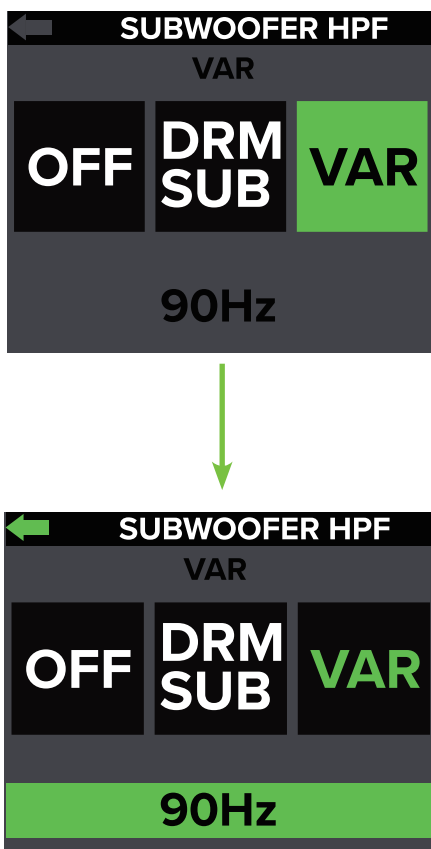 SUBWOOFER HPF
VAR
OFF
DRM
SUB
VAR
90Hz
SUBWOOFER HPF
VAR
OFF
DRM
SUB
VAR
90Hz